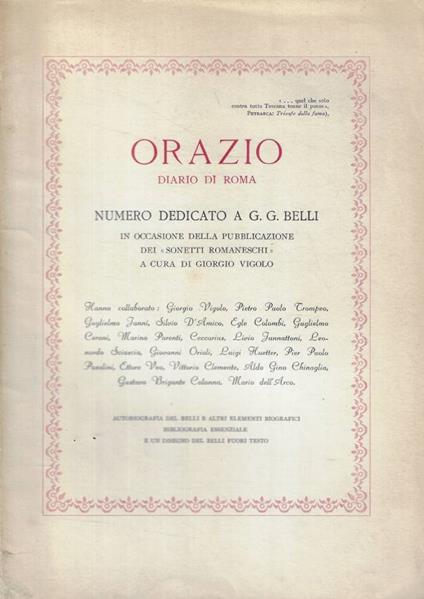 « . . . quel che solo
contra tutta Toscana tenne il ponte »,
PETRARCA: Trionfo della fama),
ORAZIO
DIARIO DI ROMA
NUMERO DEDICATO A G. G. BELLI
IN OCCASIONE DELLA PUBBLICAZIONE
DEI «SONETTI ROMANESCHI»
A CURA DI GIORGIO VIGOLO
Hanno collaborato: Giorgio Vigolo, Pietro Paolo Trompeo,
Guglielmo Janni, Silvio D'Amico, Egle Colombi, Guglielmo
Ceroni, Marino Parenti, Ceccarius, Livio Jannattoni, Leo-
nardo Sciascia, Giovanni Orioli, Luigi Huetter, Pier Paolo
Pasolini, Ettore Veo, Vittorio Clemente, Aldo Gino Chinaglia,
Gustavo Brigante Colonna, Mario dell'Arco.
AUTOBIOGRAFIA DEL BELLI E ALTRI ELEMENTI BIOGRAFICI
BIBLIOGRAFIA ESSENZIALE
E UN DISEGNO DEL BELLI FUORI TESTO